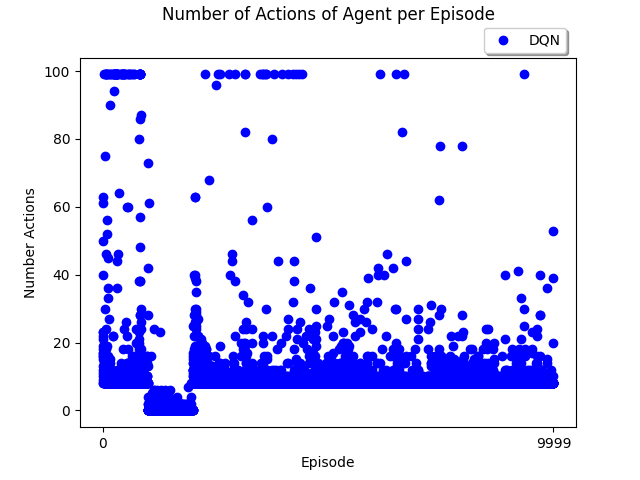 Number of Actions of Agent per Episode
DQN
100
80
60
40
20
0
Number Actions
0
9999
Episode